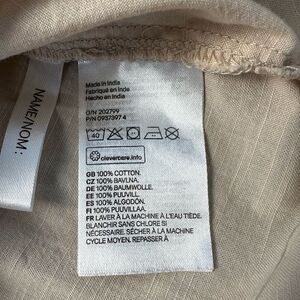 Made in India
Fabriqué en Inde
Hecho en India
O/N 202799
P/N 0937397 4
40
clevercare.info
GB 100% COTTON.
CZ 100% BAVLNA.
DE 100% BAUMWOLLE.
EE 100% PUUVILL.
ES 100% ALGODÓN.
FI 100% PUUVILLAA.
FR LAVER À LA MACHINE À L'EAU TIÈDE.
BLANCHIR SANS CHLORE SI
NÉCESSAIRE. SÉCHER À LA MACHINE
CYCLE MOYEN. REPASSER À
NAME/NOM: